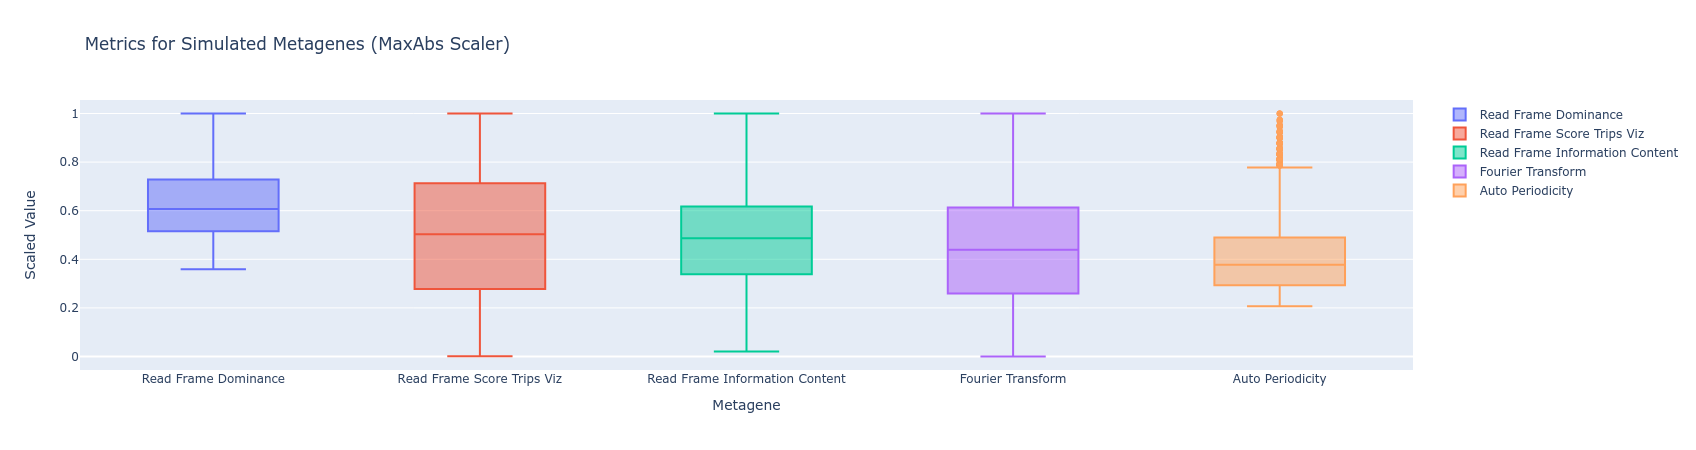 Metrics for Simulated Metagenes (MaxAbs Scaler)
Scaled Value
1
0.8
0.6
0.4
0.2
0
Read Frame Dominance
Read Frame Score Trips Viz
Read Frame Information Content
Fourier Transform
Auto Periodicity
Metagene
Read Frame Dominance
Read Frame Score Trips Viz
Read Frame Information Content
Fourier Transform
Auto Periodicity